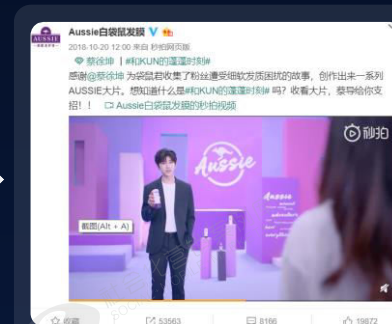 AUSSIE
Aussie白袋鼠发膜
2018-10-20 12:00 来自 秒拍网页版
蔡徐坤 | #和KUN的蓬蓬时刻#
感谢@蔡徐坤 为袋鼠君收集了粉丝遭受细软发质困扰的故事，创作出来一系列
AUSSIE大片。想知道什么是#和KUN的蓬蓬时刻# 吗？收看大片，蔡导给你支
招！！ Aussie白袋鼠发膜的秒拍视频
秒拍
Aussie
Aussie
截图(Alt + A)
收藏
53563
8166
19872